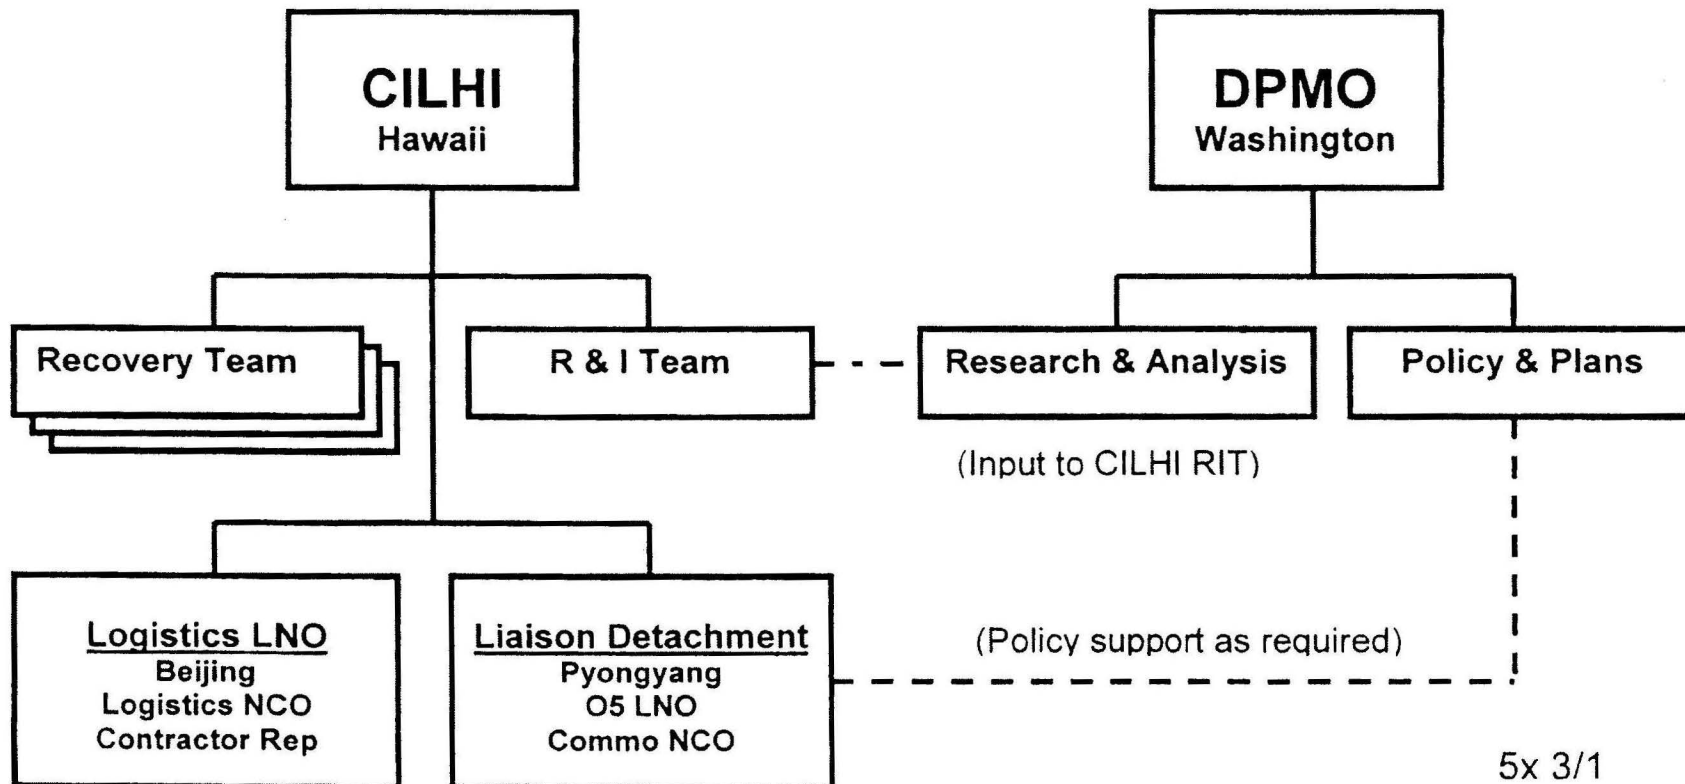 CILHI
Hawaii
DPMO
Washington
Recovery Team
R & I Team
Research & Analysis
Policy & Plans
(Input to CILHI RIT)
Logistics LNO
Beijing
Logistics NCO
Contractor Rep
Liaison Detachment
Pyongyang
O5 LNO
Commo NCO
(Policy support as required)
5x 3/1